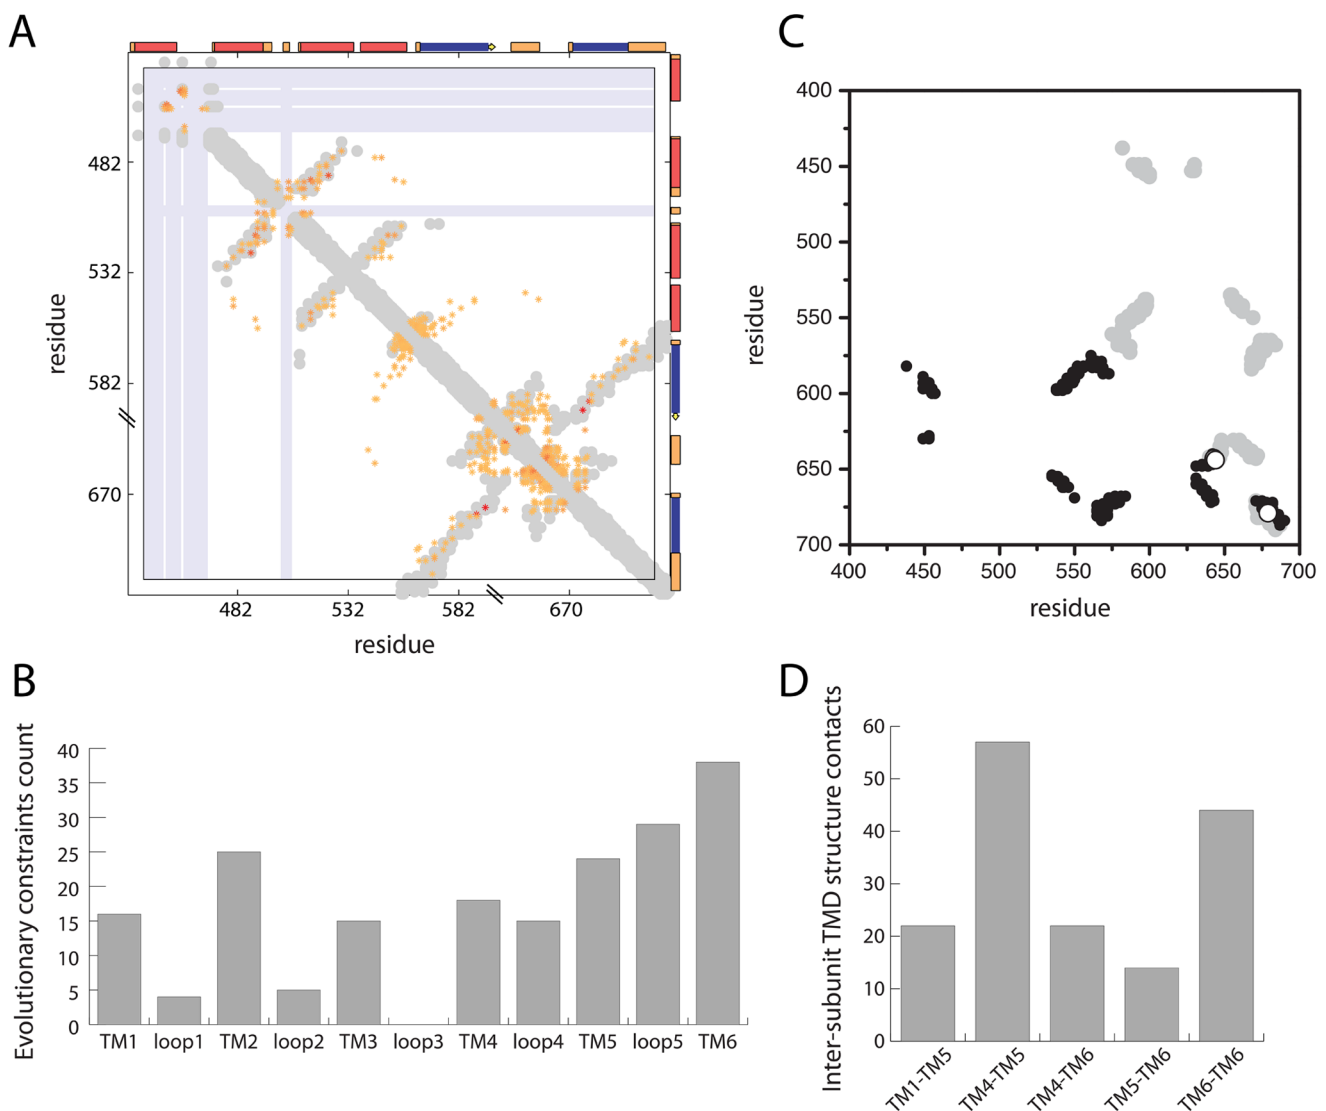 A
482
532
582
670
residue
482
532
582
670
residue
C
400
450
500
550
600
650
700
residue
400
450
500
550
600
650
700
residue
B
Evolutionary constraints count
40
35
30
25
20
15
10
5
0
TM1
loop1
TM2
loop2
TM3
loop3
TM4
loop4
TM5
loop5
TM6
D
Inter-subunit TMD structure contacts
60
50
40
30
20
10
0
TM1-TM5
TM4-TM5
TM4-TM6
TM5-TM6
TM6-TM6